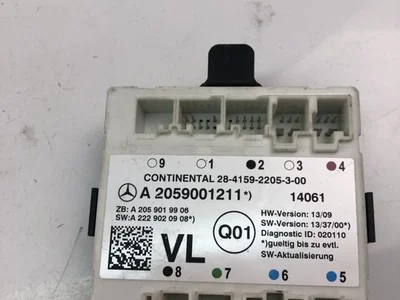 9 1 2 3 4
CONTINENTAL 28-4159-2205-3-00
A 2059001211*) 14061
ZB: A 205 901 99 06
SW:A 222 902 09 08*)
HW-Version: 13/09
SW-Version: 13/37/00*)
Diagnostic ID: 020110
*)gueltig bis zu evtl.
SW-Aktualisierung
VL
Q01
8 7 6 5